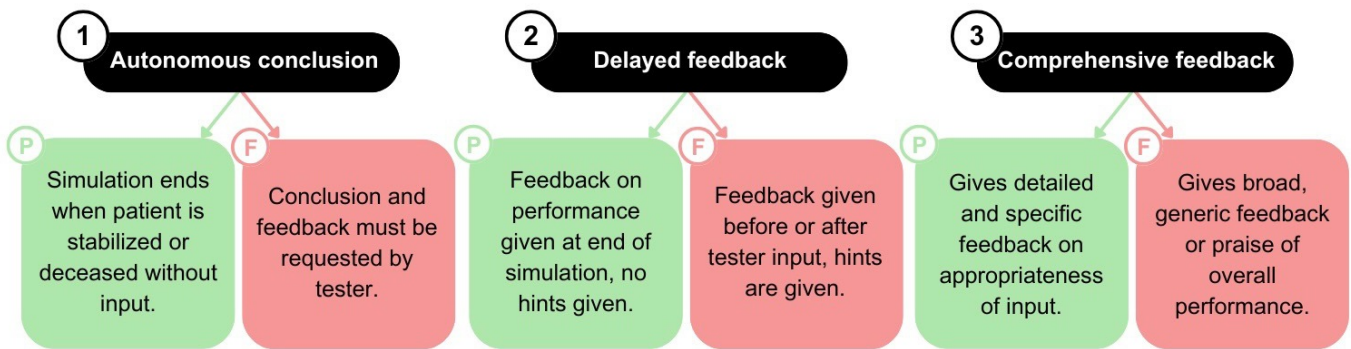 1
Autonomous conclusion
P
Simulation ends
when patient is
stabilized or
deceased without
input.
F
Conclusion and
feedback must be
requested by
tester.
2
Delayed feedback
P
Feedback on
performance
given at end of
simulation, no
hints given.
F
Feedback given
before or after
tester input, hints
are given.
3
Comprehensive feedback
P
Gives detailed
and specific
feedback on
appropriateness
of input.
F
Gives broad,
generic feedback
or praise of
overall
performance.